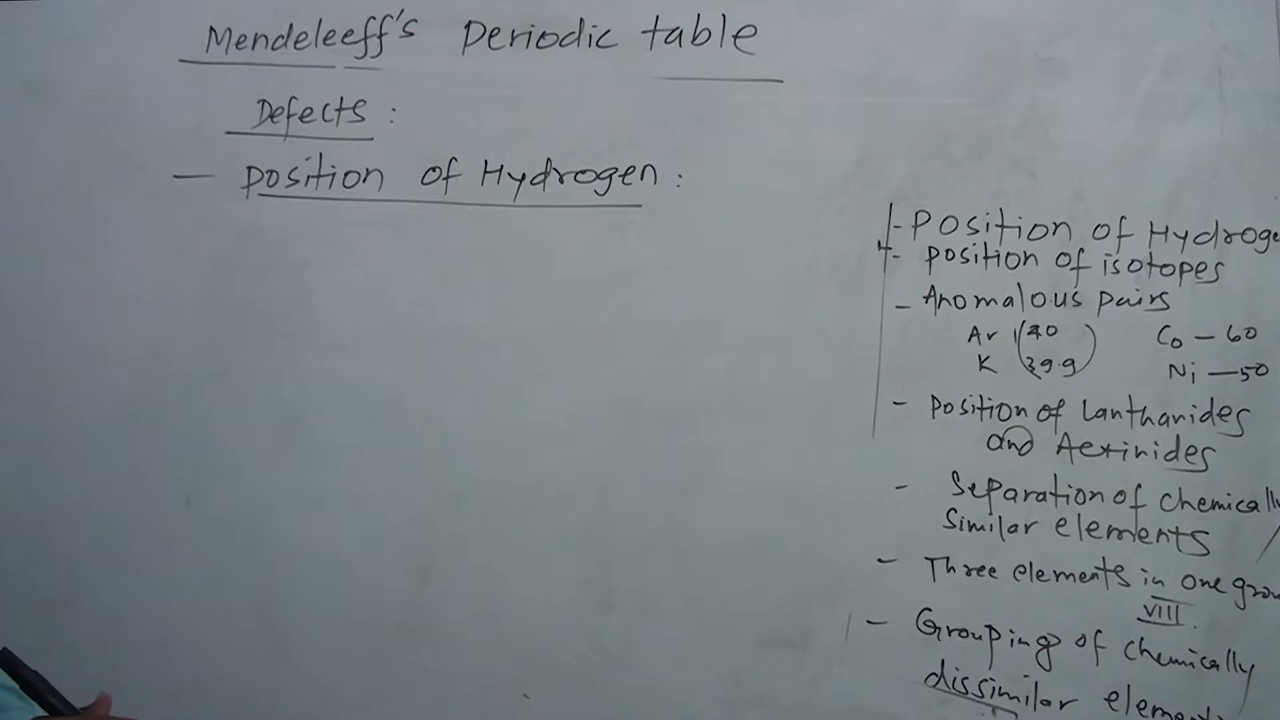 Mendeleeff's Periodic table
Defects :
— Position of Hydrogen :
- Position of Hydroge
- Position of isotopes
- Anomalous pairs
Ar (40 Co — 60
K 39.9) Ni — 50
- Position of Lanthanides
and Actinides
- Separation of chemicall
Similar elements
- Three elements in one grou
VIII
- Grouping of chemically
dissimilar element